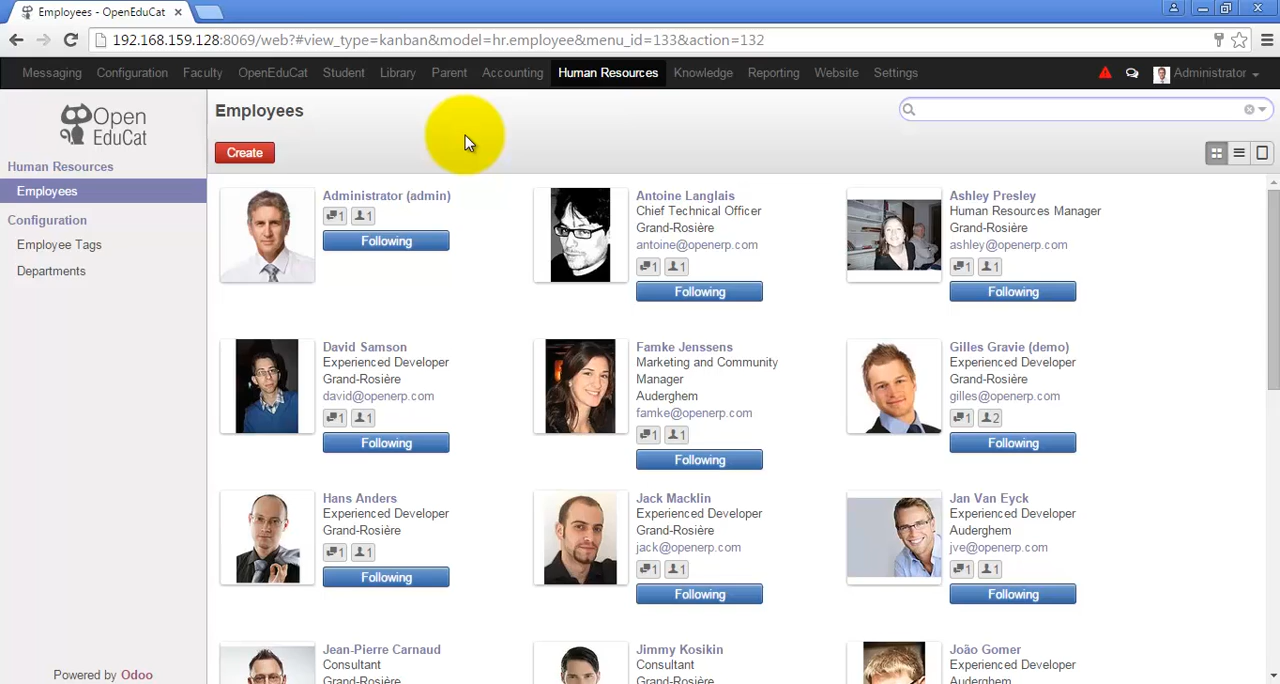 Employees - OpenEduCat
192.168.159.128:8069/web?#view_type=kanban&model=hr.employee&menu_id=133&action=132
Messaging Configuration Faculty OpenEduCat Student Library Parent Accounting Human Resources Knowledge Reporting Website Settings Administrator
Open EduCat
Human Resources
Employees
Configuration
Employee Tags
Departments
Powered by Odoo
Employees
Create
Administrator (admin)
1 1
Following
Antoine Langlais
Chief Technical Officer
Grand-Rosière
antoine@openerp.com
1 1
Following
Ashley Presley
Human Resources Manager
Grand-Rosière
ashley@openerp.com
1 1
Following
David Samson
Experienced Developer
Grand-Rosière
david@openerp.com
1 1
Following
Famke Jenssens
Marketing and Community
Manager
Auderghem
famke@openerp.com
1 1
Following
Gilles Gravie (demo)
Experienced Developer
Grand-Rosière
gilles@openerp.com
1 2
Following
Hans Anders
Experienced Developer
Grand-Rosière
1 1
Following
Jack Macklin
Experienced Developer
Grand-Rosière
jack@openerp.com
1 1
Following
Jan Van Eyck
Experienced Developer
Auderghem
jve@openerp.com
1 1
Following
Jean-Pierre Carnaud
Consultant
Grand-Rosière
Jimmy Kosikin
Consultant
Grand-Rosière
João Gomer
Experienced Developer
Grand-Rosière